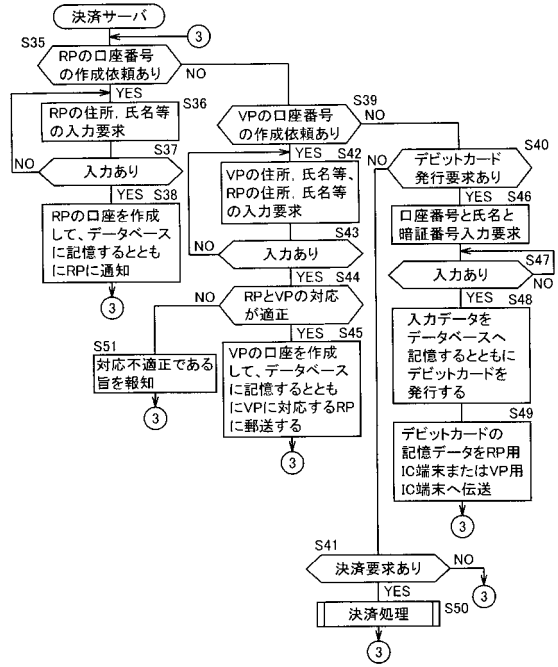 決済サーバ
3
S35
RPの口座番号
の作成依頼あり
NO
YES
S36
RPの住所，氏名等
の入力要求
S37
NO
入力あり
YES
S38
RPの口座を作成
して、データベース
に記憶するととも
にRPに通知
3
S39
VPの口座番号
の作成依頼あり
NO
YES
S42
VPの住所，氏名等、
RPの住所，氏名等
の入力要求
S43
NO
入力あり
YES
S44
NO
RPとVPの対応
が適正
YES
S45
S51
対応不適正である
旨を報知
3
VPの口座を作成
して、データベース
に記憶するととも
にVPに対応するRP
に郵送する
3
S40
NO
デビットカード
発行要求あり
YES
S46
口座番号と氏名と
暗証番号入力要求
S47
入力あり
NO
YES
S48
入力データを
データベースへ
記憶するとともに
デビットカードを
発行する
S49
デビットカードの
記憶データをRP用
IC端末またはVP用
IC端末へ伝送
3
S41
決済要求あり
NO
3
YES
S50
決済処理
3